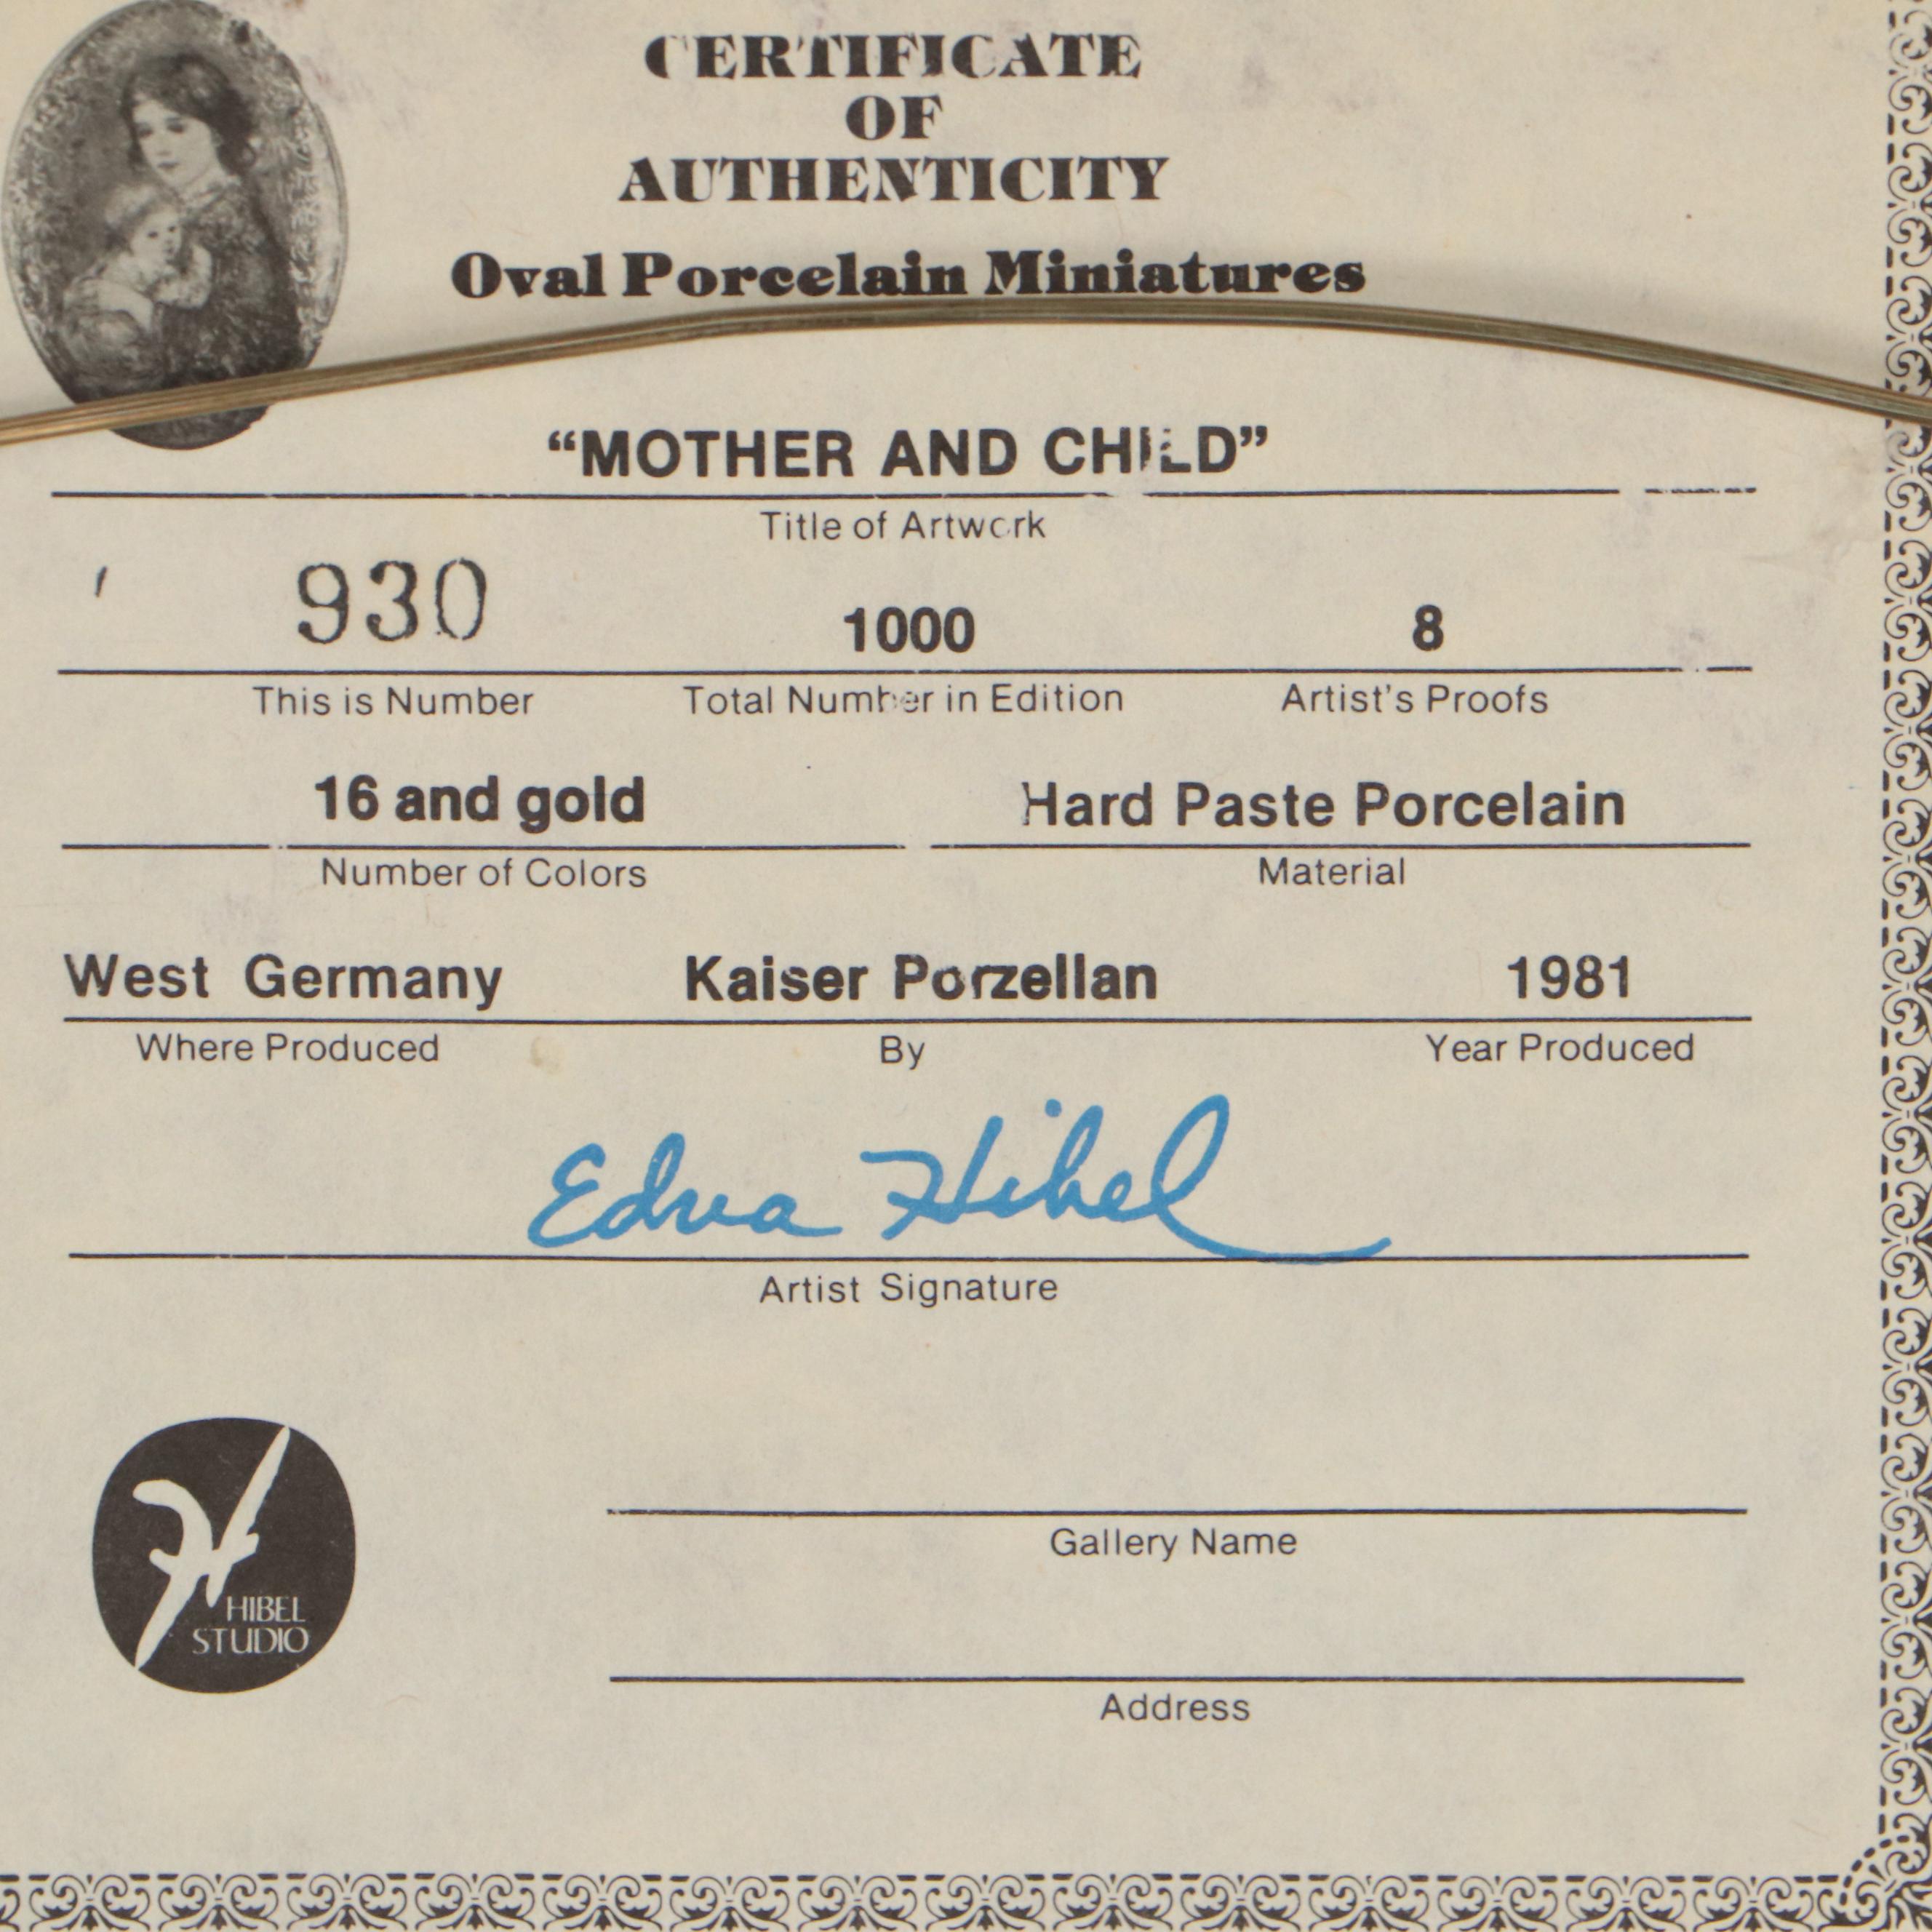 CERTIFICATE
OF
AUTHENTICITY
Oval Porcelain Miniatures
“MOTHER AND CHILD”
Title of Artwork
930 1000 8
This is Number Total Number in Edition Artist's Proofs
16 and gold Hard Paste Porcelain
Number of Colors Material
West Germany Kaiser Porzellan 1981
Where Produced By Year Produced
Edna Hibel
Artist Signature
Gallery Name
HIBEL
STUDIO
Address